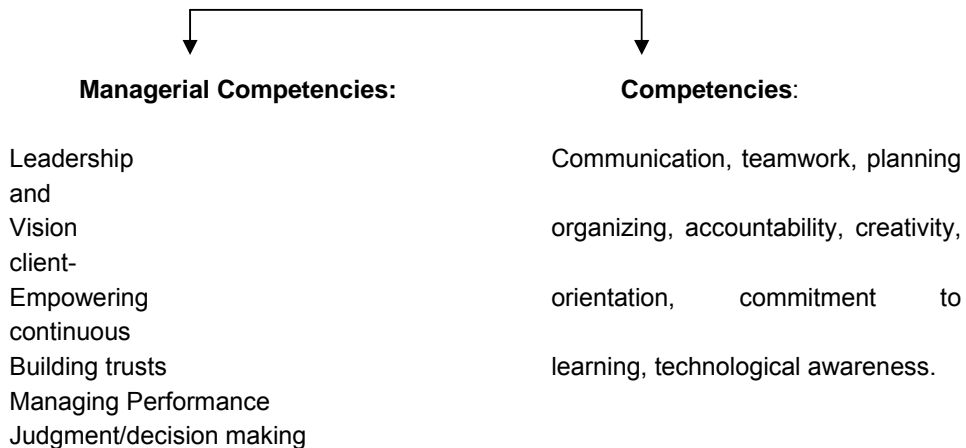 Managerial Competencies: Competencies:
Leadership Communication, teamwork, planning
and
Vision organizing, accountability, creativity,
client-
Empowering orientation, commitment to
continuous
Building trusts learning, technological awareness.
Managing Performance
Judgment/decision making